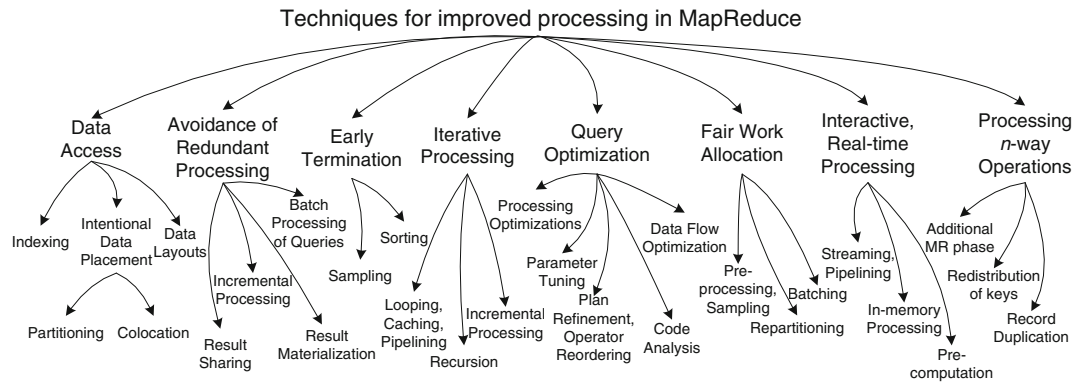 Techniques for improved processing in MapReduce
Data
Access
Avoidance of
Redundant
Processing
Early
Termination
Iterative
Processing
Query
Optimization
Fair Work
Allocation
Interactive,
Real-time
Processing
Processing
n-way
Operations
Indexing
Intentional
Data
Placement
Data
Layouts
Partitioning
Colocation
Result
Sharing
Incremental
Processing
Batch
Processing
of Queries
Result
Materialization
Sampling
Sorting
Looping,
Caching,
Pipelining
Recursion
Incremental
Processing
Processing
Optimizations
Parameter
Tuning
Plan
Refinement,
Operator
Reordering
Code
Analysis
Data Flow
Optimization
Pre-
processing,
Sampling
Repartitioning
Batching
Streaming,
Pipelining
In-memory
Processing
Pre-
computation
Additional
MR phase
Redistribution
of keys
Record
Duplication